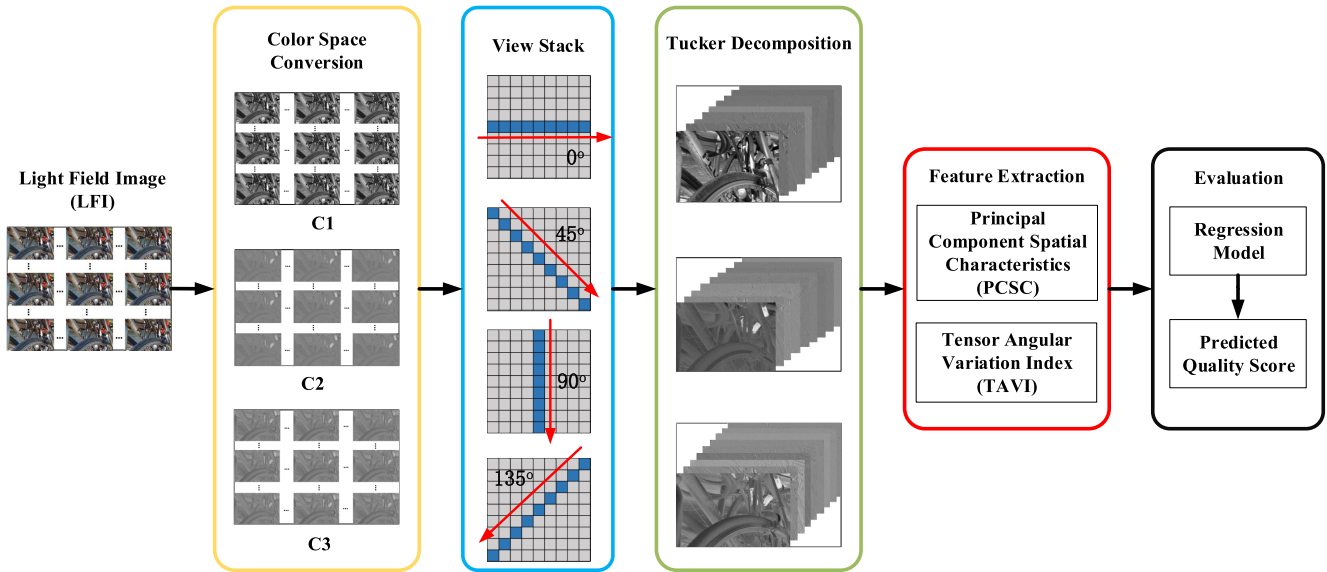 Light Field Image
(LFI)
Color Space
Conversion
C1
C2
C3
View Stack
0°
45°
90°
135°
Tucker Decomposition
Feature Extraction
Principal
Component Spatial
Characteristics
(PCSC)
Tensor Angular
Variation Index
(TAVI)
Evaluation
Regression
Model
Predicted
Quality Score